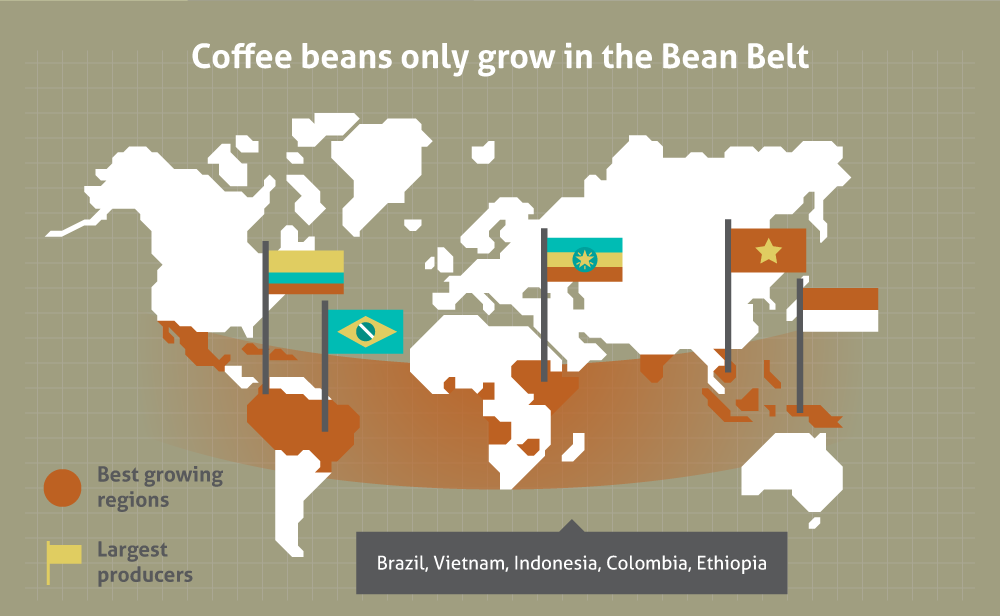 Coffee beans only grow in the Bean Belt
Best growing
regions
Largest
producers
Brazil, Vietnam, Indonesia, Colombia, Ethiopia